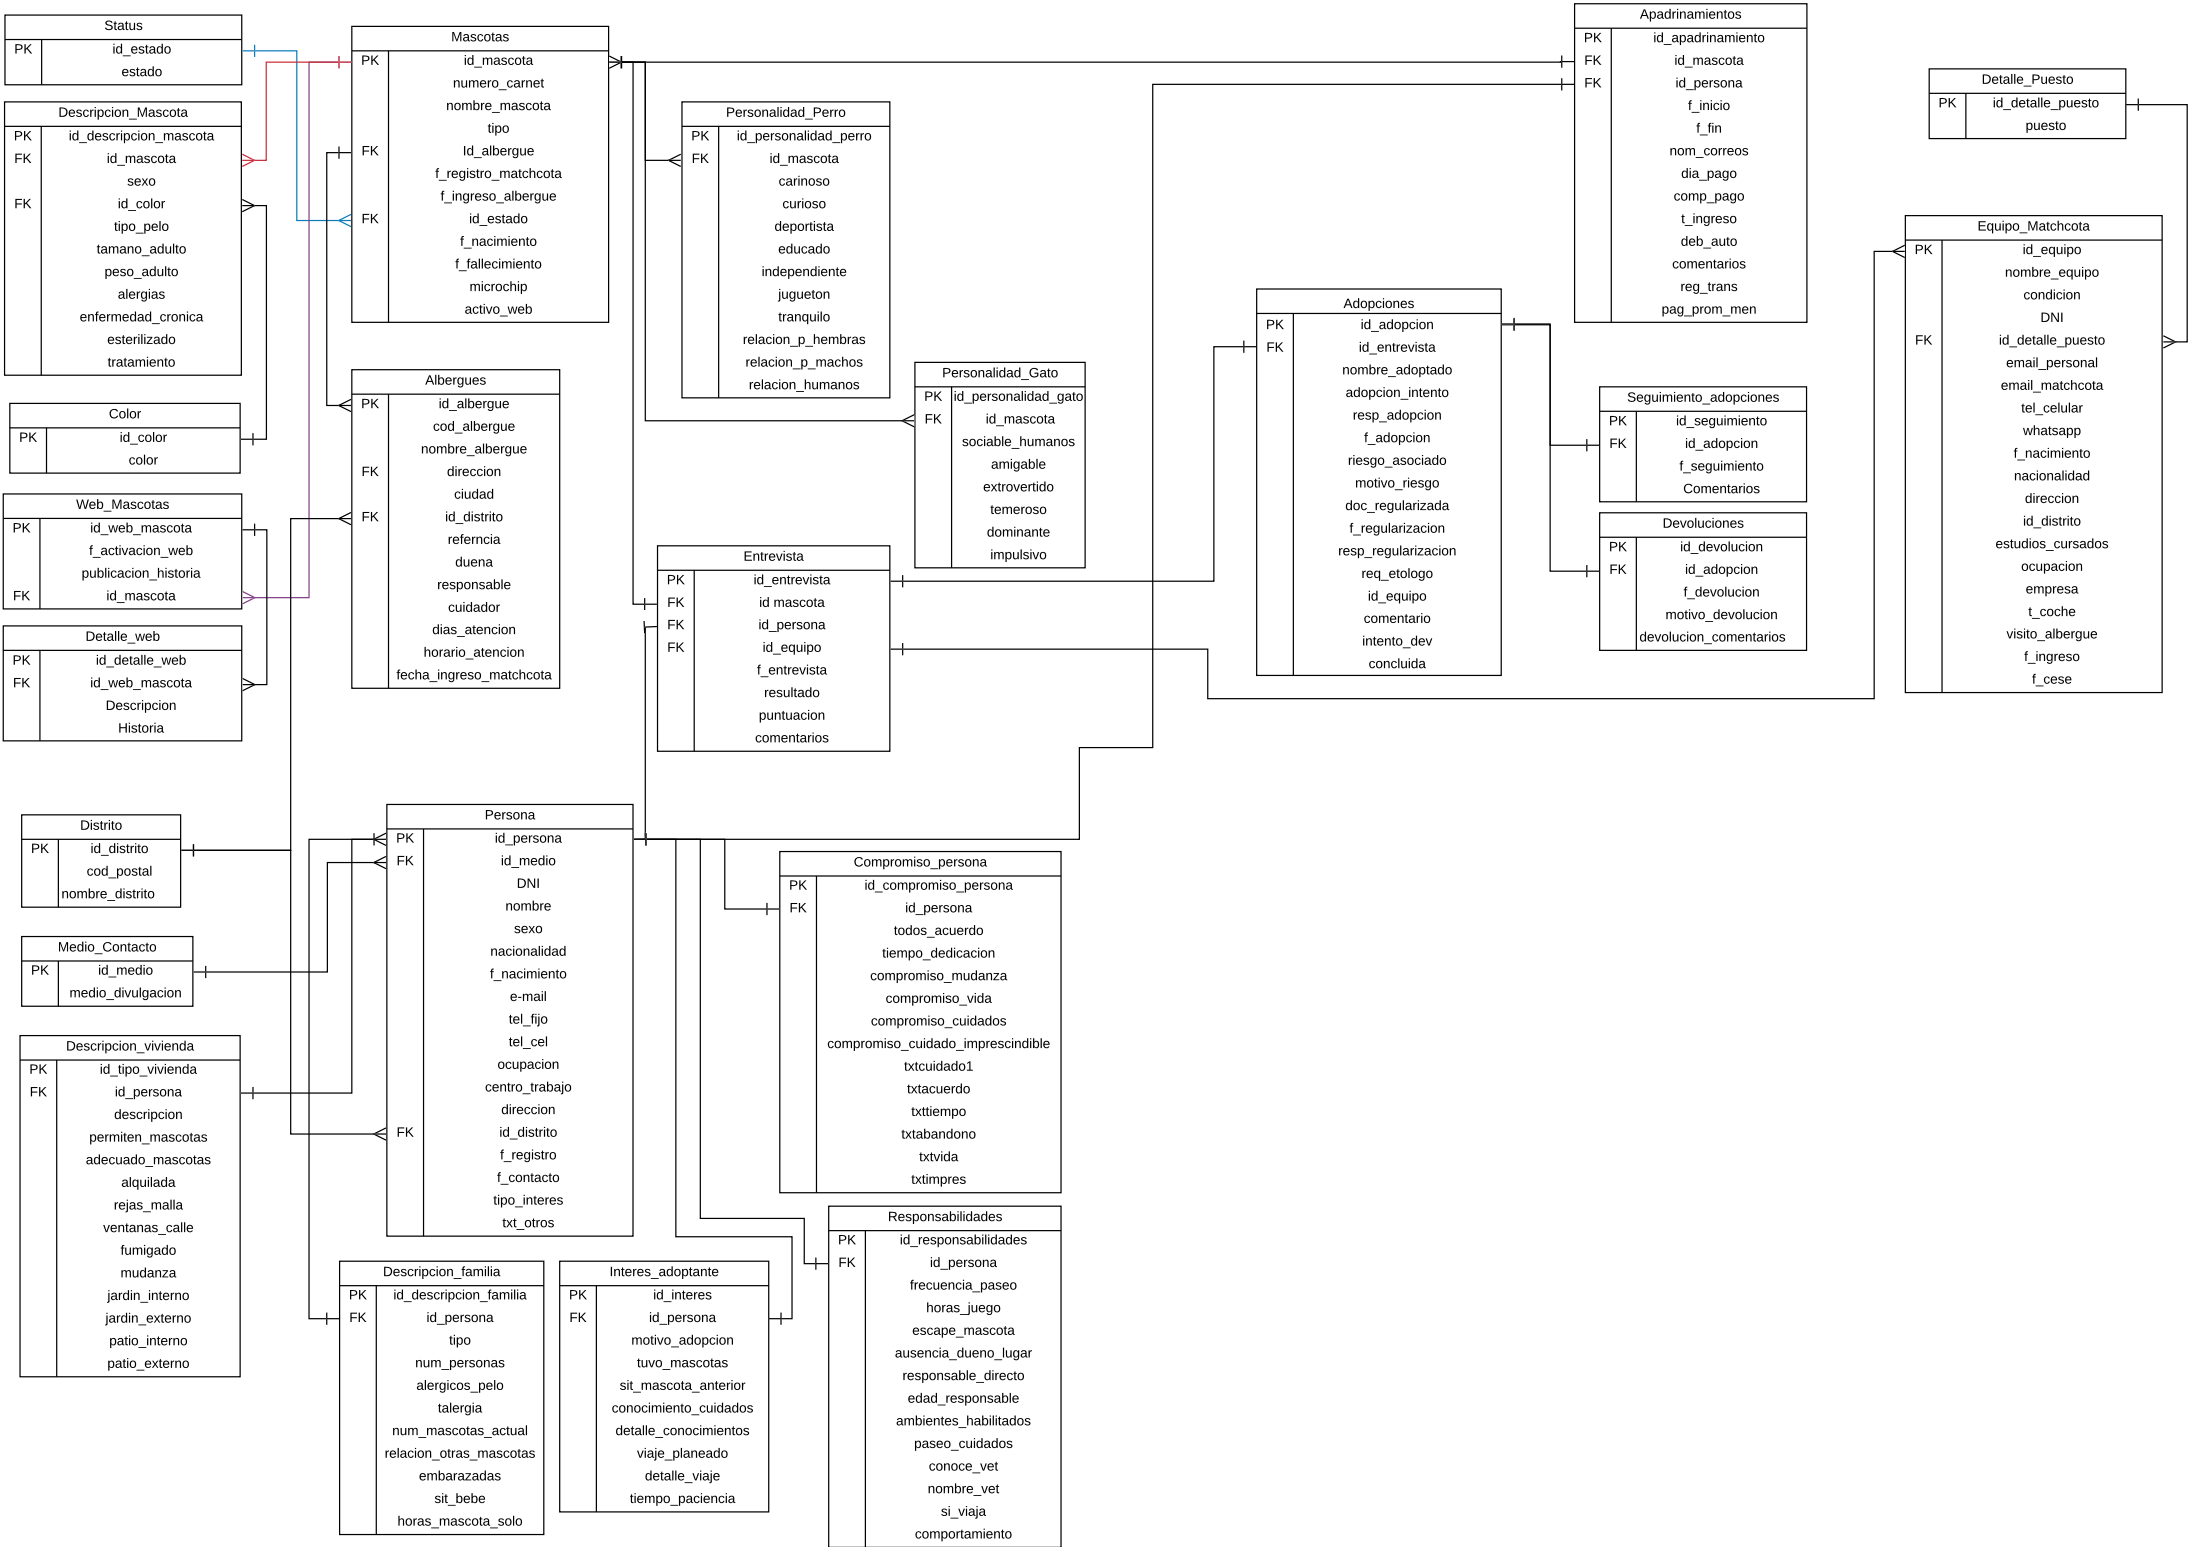 Status
PK id_estado
estado
Descripcion_Mascota
PK id_descripcion_mascota
FK id_mascota
sexo
FK id_color
tipo_pelo
tamano_adulto
peso_adulto
alergias
enfermedad_cronica
esterilizado
tratamiento
Color
PK id_color
color
Web_Mascotas
PK id_web_mascota
f_activacion_web
publicacion_historia
FK id_mascota
Detalle_web
PK id_detalle_web
FK id_web_mascota
Descripcion
Historia
Mascotas
PK id_mascota
numero_carnet
nombre_mascota
tipo
FK Id_albergue
f_registro_matchcota
f_ingreso_albergue
FK id_estado
f_nacimiento
f_fallecimiento
microchip
activo_web
Albergues
PK id_albergue
cod_albergue
nombre_albergue
FK direccion
ciudad
FK id_distrito
referncia
duena
responsable
cuidador
dias_atencion
horario_atencion
fecha_ingreso_matchcota
Personalidad_Perro
PK id_personalidad_perro
FK id_mascota
carinoso
curioso
deportista
educado
independiente
jugueton
tranquilo
relacion_p_hembras
relacion_p_machos
relacion_humanos
Personalidad_Gato
PK id_personalidad_gato
FK id_mascota
sociable_humanos
amigable
extrovertido
temeroso
dominante
impulsivo
Entrevista
PK id_entrevista
FK id mascota
FK id_persona
FK id_equipo
f_entrevista
resultado
puntuacion
comentarios
Adopciones
PK id_adopcion
FK id_entrevista
nombre_adoptado
adopcion_intento
resp_adopcion
f_adopcion
riesgo_asociado
motivo_riesgo
doc_regularizada
f_regularizacion
resp_regularizacion
req_etologo
id_equipo
comentario
intento_dev
concluida
Apadrinamientos
PK id_apadrinamiento
FK id_mascota
FK id_persona
f_inicio
f_fin
nom_correos
dia_pago
comp_pago
t_ingreso
deb_auto
comentarios
reg_trans
pag_prom_men
Seguimiento_adopciones
PK id_seguimiento
FK id_adopcion
f_seguimiento
Comentarios
Devoluciones
PK id_devolucion
FK id_adopcion
f_devolucion
motivo_devolucion
devolucion_comentarios
Detalle_Puesto
PK id_detalle_puesto
puesto
Equipo_Matchcota
PK id_equipo
nombre_equipo
condicion
DNI
FK id_detalle_puesto
email_personal
email_matchcota
tel_celular
whatsapp
f_nacimiento
nacionalidad
direccion
id_distrito
estudios_cursados
ocupacion
empresa
t_coche
visito_albergue
f_ingreso
f_cese
Distrito
PK id_distrito
cod_postal
nombre_distrito
Medio_Contacto
PK id_medio
medio_divulgacion
Descripcion_vivienda
PK id_tipo_vivienda
FK id_persona
descripcion
permiten_mascotas
adecuado_mascotas
alquilada
rejas_malla
ventanas_calle
fumigado
mudanza
jardin_interno
jardin_externo
patio_interno
patio_externo
Persona
PK id_persona
FK id_medio
DNI
nombre
sexo
nacionalidad
f_nacimiento
e-mail
tel_fijo
tel_cel
ocupacion
centro_trabajo
direccion
FK id_distrito
f_registro
f_contacto
tipo_interes
txt_otros
Compromiso_persona
PK id_compromiso_persona
FK id_persona
todos_acuerdo
tiempo_dedicacion
compromiso_mudanza
compromiso_vida
compromiso_cuidados
compromiso_cuidado_imprescindible
txtcuidado1
txtacuerdo
txttiempo
txtabandono
txtvida
txtimpres
Descripcion_familia
PK id_descripcion_familia
FK id_persona
tipo
num_personas
alergicos_pelo
talergia
num_mascotas_actual
relacion_otras_mascotas
embarazadas
sit_bebe
horas_mascota_solo
Interes_adoptante
PK id_interes
FK id_persona
motivo_adopcion
tuvo_mascotas
sit_mascota_anterior
conocimiento_cuidados
detalle_conocimientos
viaje_planeado
detalle_viaje
tiempo_paciencia
Responsabilidades
PK id_responsabilidades
FK id_persona
frecuencia_paseo
horas_juego
escape_mascota
ausencia_dueno_lugar
responsable_directo
edad_responsable
ambientes_habilitados
paseo_cuidados
conoce_vet
nombre_vet
si_viaja
comportamiento